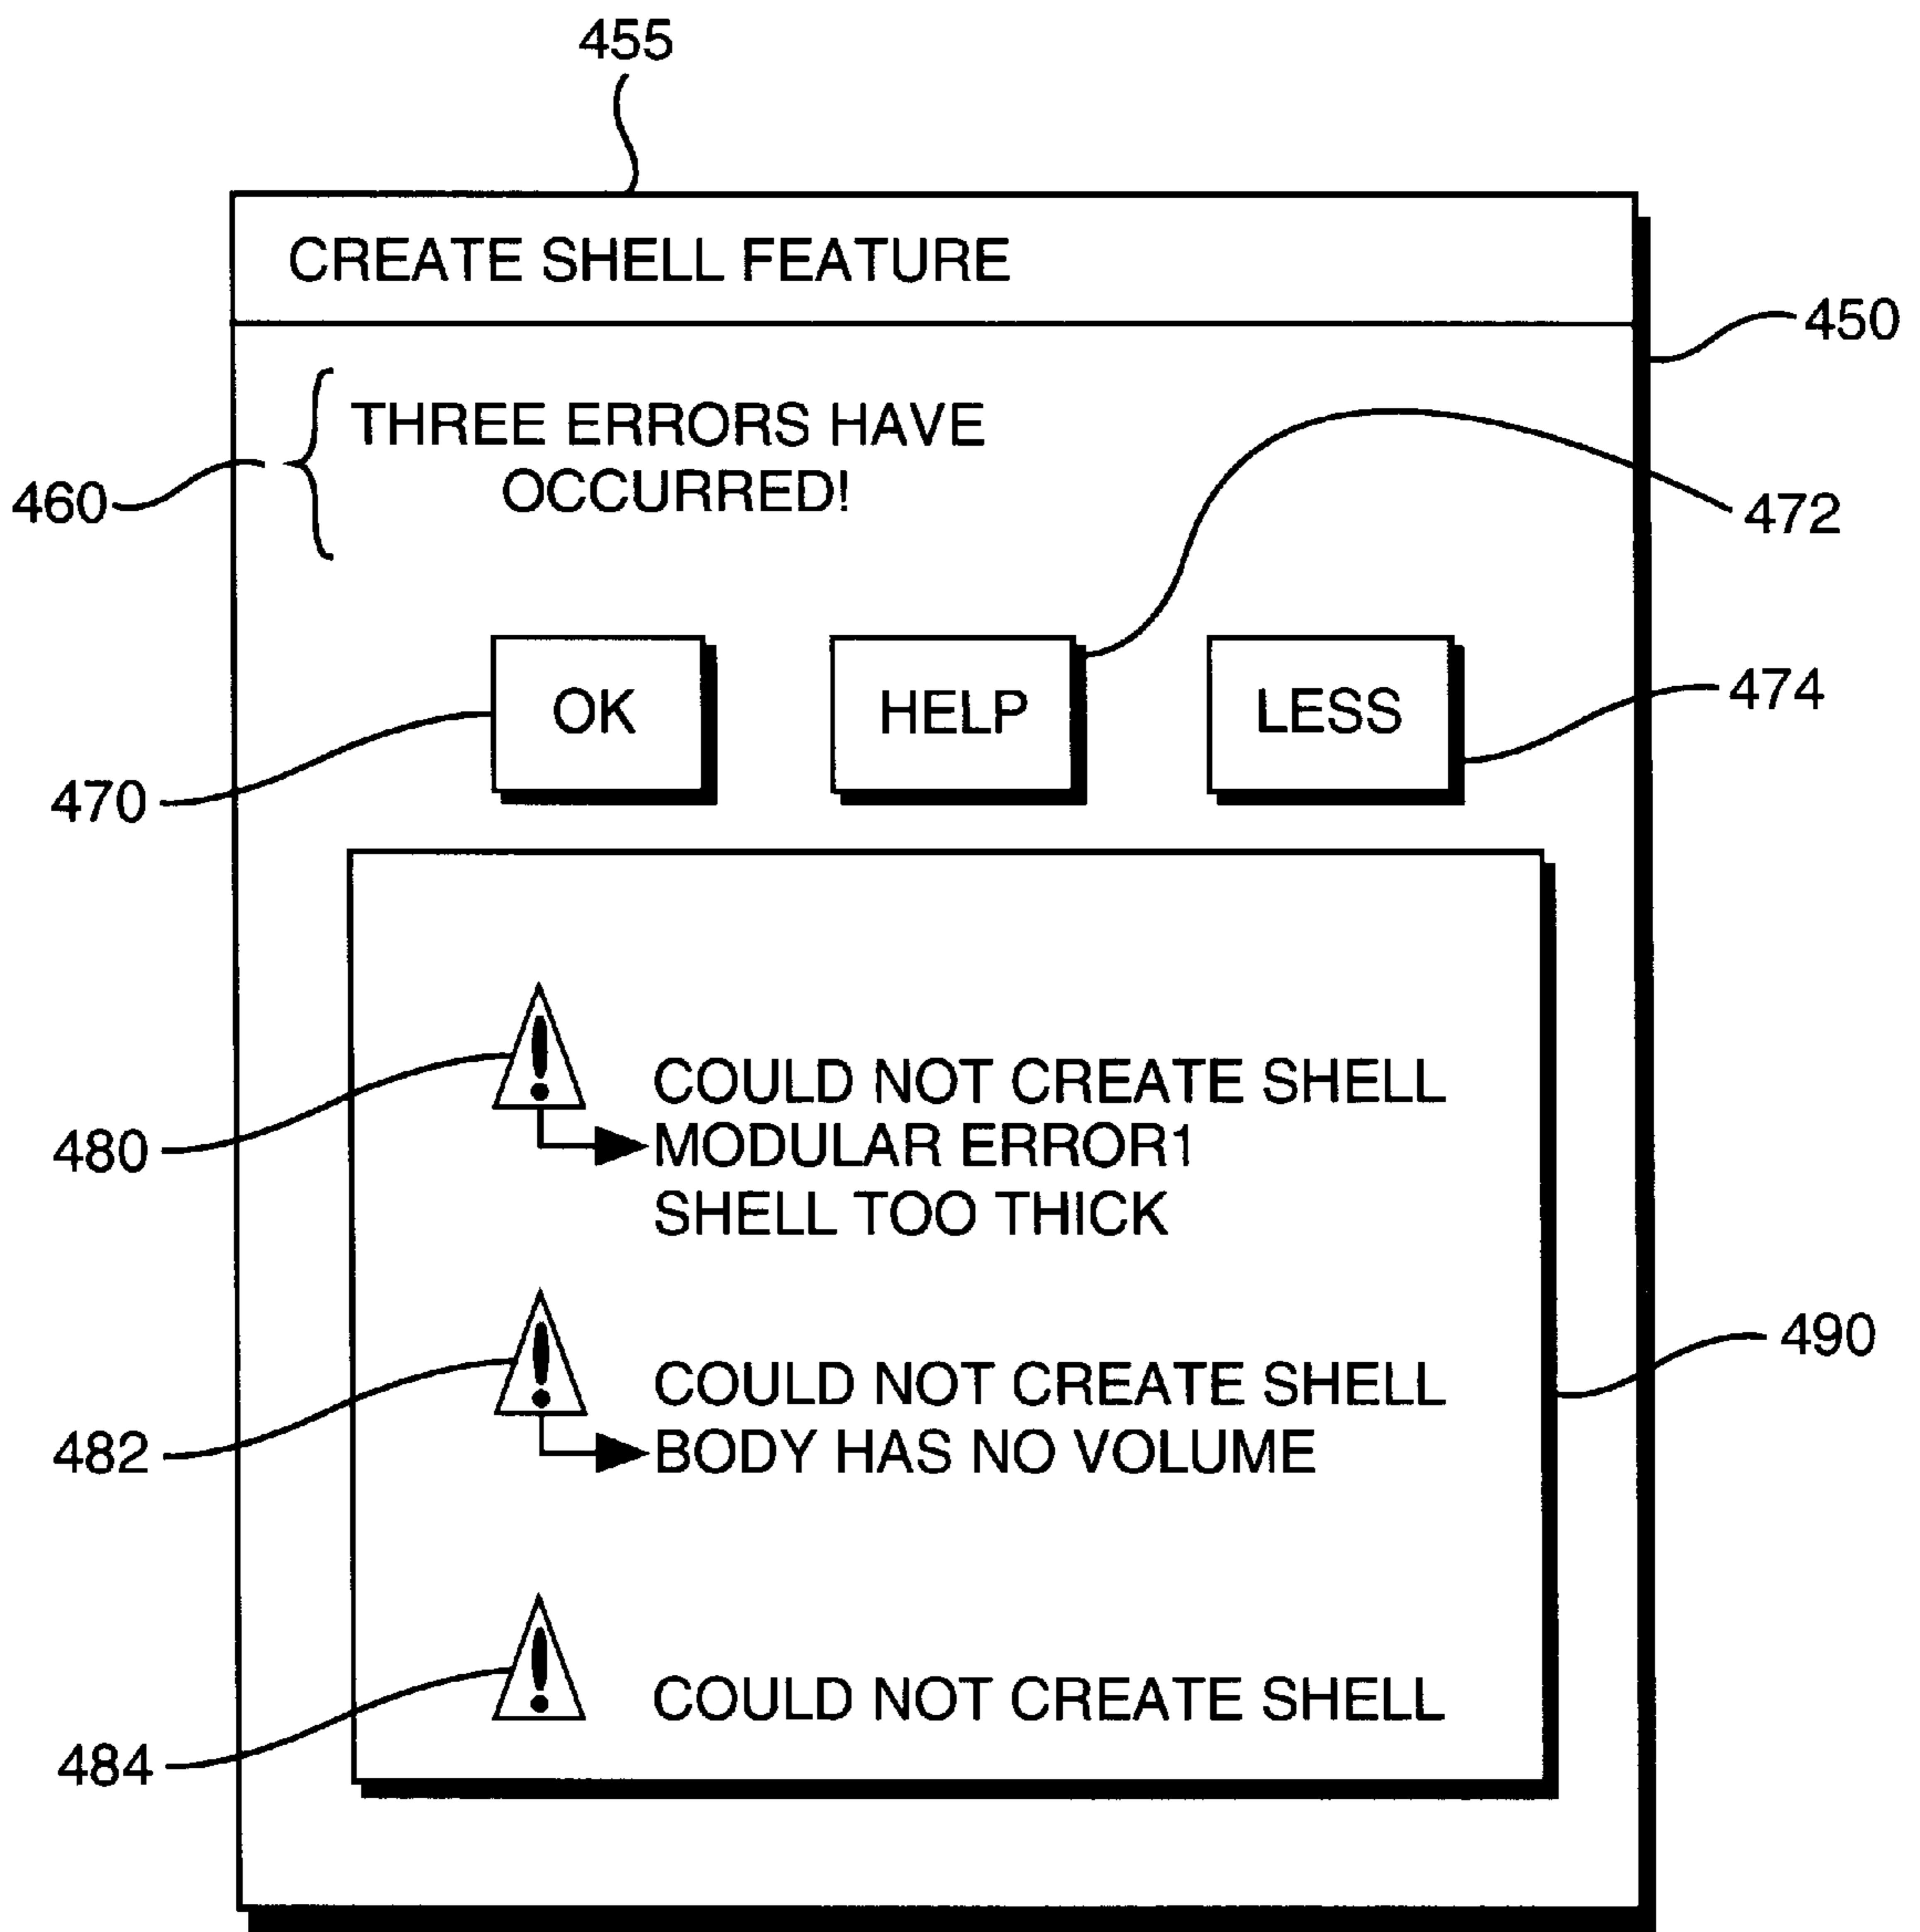 455
CREATE SHELL FEATURE
450
THREE ERRORS HAVE
OCCURRED!
460
472
OK
HELP
LESS
474
470
COULD NOT CREATE SHELL
MODULAR ERROR1
SHELL TOO THICK
480
COULD NOT CREATE SHELL
BODY HAS NO VOLUME
490
482
COULD NOT CREATE SHELL
484